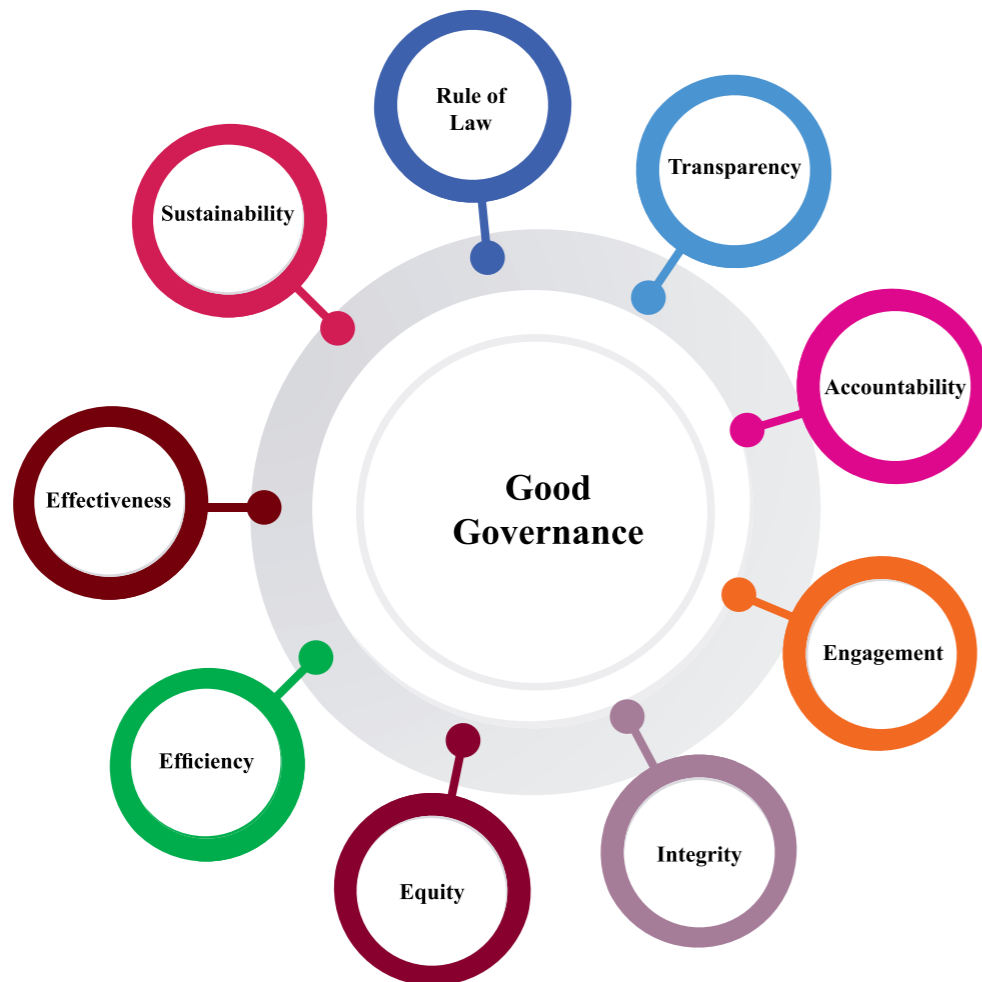 Rule of
Law
Transparency
Sustainability
Accountability
Good
Governance
Effectiveness
Engagement
Efficiency
Integrity
Equity